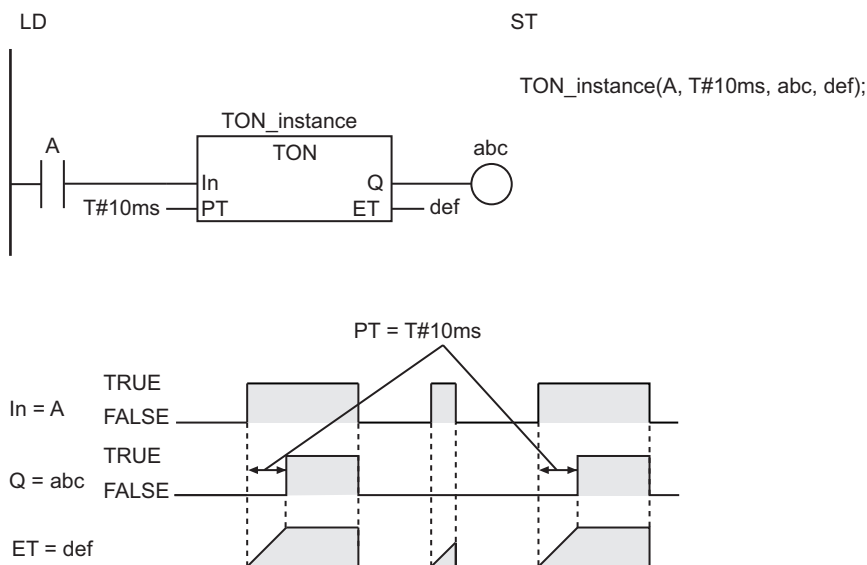 LD
ST
TON_instance(A, T#10ms, abc, def);
TON_instance
A
TON
abc
In
Q
T#10ms
PT
ET
def
PT = T#10ms
In = A
TRUE
FALSE
Q = abc
TRUE
FALSE
ET = def